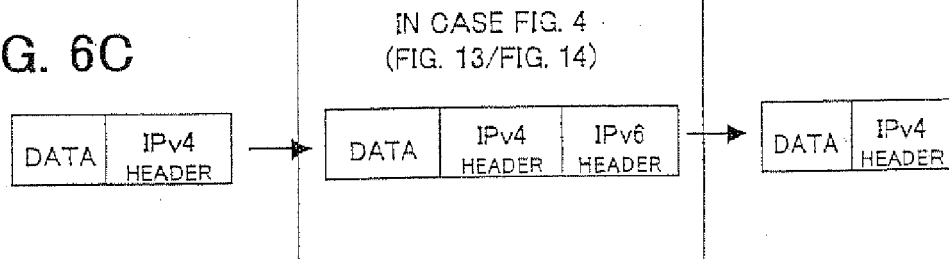 G. 6C
IN CASE FIG. 4
(FIG. 13/FIG. 14)
DATA
IPv4
HEADER
DATA
IPv4
HEADER
IPv6
HEADER
DATA
IPv4
HEADER